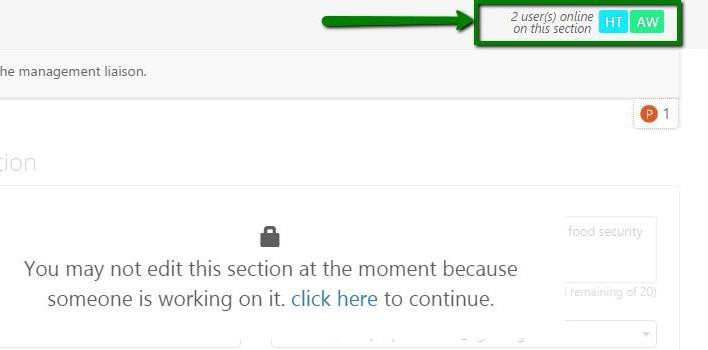 2 user(s) online
on this section HT AW
he management liaison.
P 1
tion
food security
You may not edit this section at the moment because
remaining of 20)
someone is working on it. click here to continue.